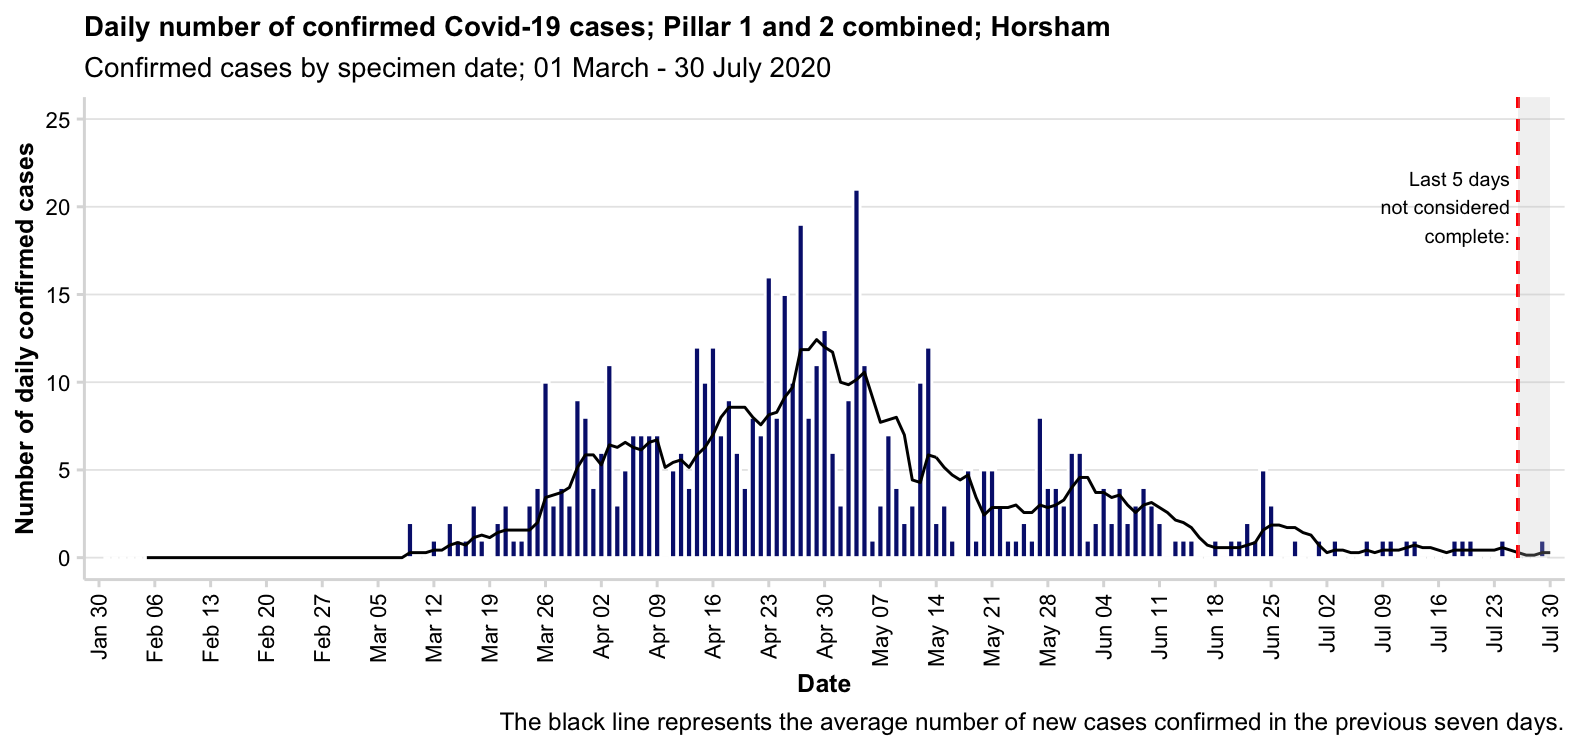 Daily number of confirmed Covid-19 cases; Pillar 1 and 2 combined; Horsham
Confirmed cases by specimen date; 01 March - 30 July 2020
Number of daily confirmed cases
25
20
15
10
5
0
Last 5 days
not considered
complete:
Jan 30
Feb 06
Feb 13
Feb 20
Feb 27
Mar 05
Mar 12
Mar 19
Mar 26
Apr 02
Apr 09
Apr 16
Apr 23
Apr 30
May 07
May 14
May 21
May 28
Jun 04
Jun 11
Jun 18
Jun 25
Jul 02
Jul 09
Jul 16
Jul 23
Jul 30
Date
The black line represents the average number of new cases confirmed in the previous seven days.